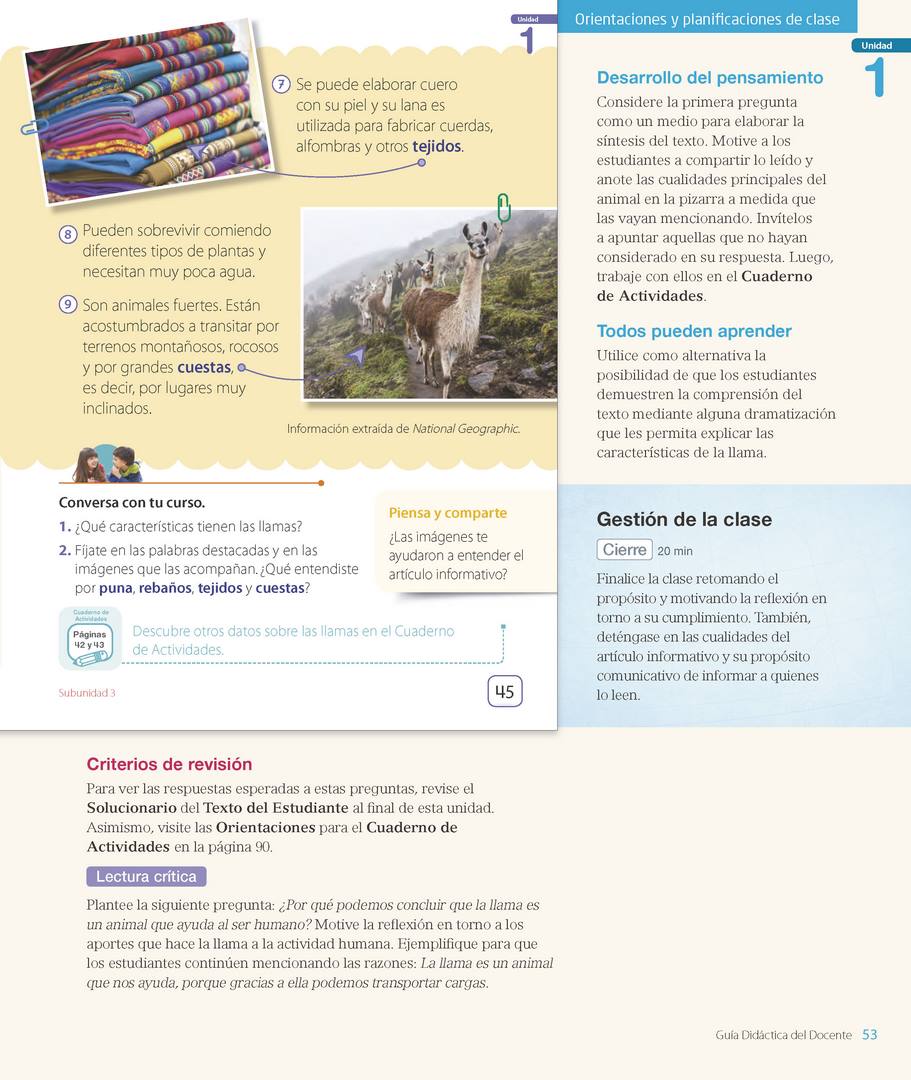 Unidad
1
7 Se puede elaborar cuero
con su piel y su lana es
utilizada para fabricar cuerdas,
alfombras y otros tejidos.
8 Pueden sobrevivir comiendo
diferentes tipos de plantas y
necesitan muy poca agua.
9 Son animales fuertes. Están
acostumbrados a transitar por
terrenos montañosos, rocosos
y por grandes cuestas,
es decir, por lugares muy
inclinados.
Información extraída de National Geographic.
Conversa con tu curso.
1. ¿Qué características tienen las llamas?
2. Fíjate en las palabras destacadas y en las
imágenes que las acompañan. ¿Qué entendiste
por puna, rebaños, tejidos y cuestas?
Piensa y comparte
¿Las imágenes te
ayudaron a entender el
artículo informativo?
Cuaderno de
Actividades
Páginas
42 y 43
Descubre otros datos sobre las llamas en el Cuaderno
de Actividades.
Subunidad 3
45
Orientaciones y planificaciones de clase
Unidad
1
Desarrollo del pensamiento
Considere la primera pregunta
como un medio para elaborar la
síntesis del texto. Motive a los
estudiantes a compartir lo leído y
anote las cualidades principales del
animal en la pizarra a medida que
las vayan mencionando. Invítelos
a apuntar aquellas que no hayan
considerado en su respuesta. Luego,
trabaje con ellos en el Cuaderno
de Actividades.
Todos pueden aprender
Utilice como alternativa la
posibilidad de que los estudiantes
demuestren la comprensión del
texto mediante alguna dramatización
que les permita explicar las
características de la llama.
Gestión de la clase
Cierre 20 min
Finalice la clase retomando el
propósito y motivando la reflexión en
torno a su cumplimiento. También,
deténgase en las cualidades del
artículo informativo y su propósito
comunicativo de informar a quienes
lo leen.
Criterios de revisión
Para ver las respuestas esperadas a estas preguntas, revise el
Solucionario del Texto del Estudiante al final de esta unidad.
Asimismo, visite las Orientaciones para el Cuaderno de
Actividades en la página 90.
Lectura crítica
Plantee la siguiente pregunta: ¿Por qué podemos concluir que la llama es
un animal que ayuda al ser humano? Motive la reflexión en torno a los
aportes que hace la llama a la actividad humana. Ejemplifique para que
los estudiantes continúen mencionando las razones: La llama es un animal
que nos ayuda, porque gracias a ella podemos transportar cargas.
Guía Didáctica del Docente 53